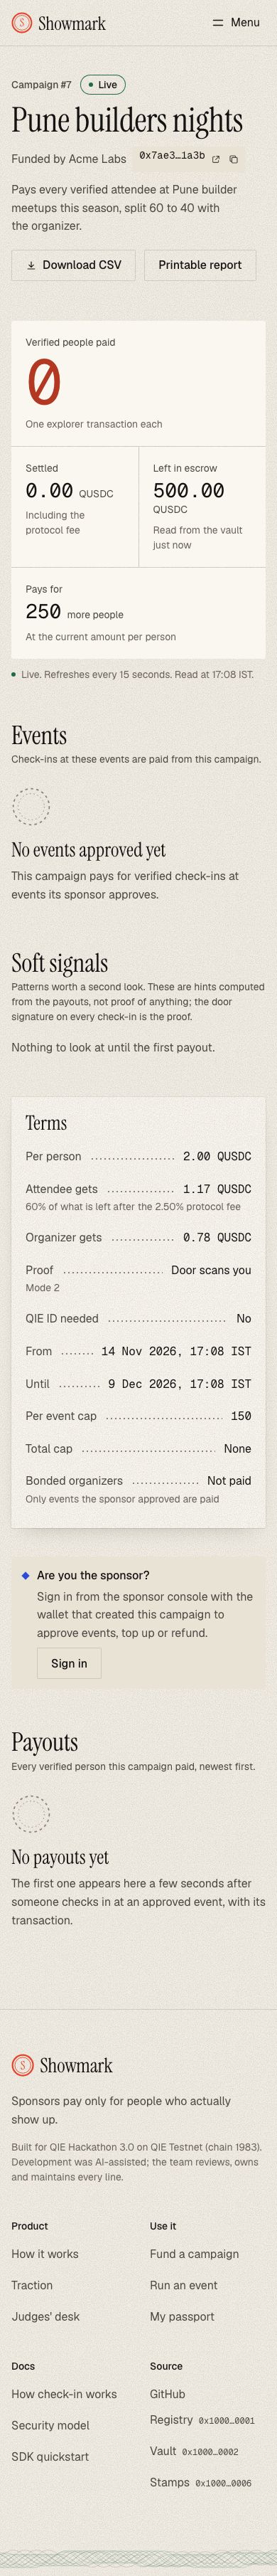 Showmark
Menu
Campaign #7
Live
Pune builders nights
Funded by Acme Labs 0x7ae3…1a3b
Pays every verified attendee at Pune builder
meetups this season, split 60 to 40 with
the organizer.
Download CSV
Printable report
Verified people paid
0
One explorer transaction each
Settled
0.00 QUSDC
Including the
protocol fee
Left in escrow
500.00
QUSDC
Read from the vault
just now
Pays for
250 more people
At the current amount per person
Live. Refreshes every 15 seconds. Read at 17:08 IST.
Events
Check-ins at these events are paid from this campaign.
No events approved yet
This campaign pays for verified check-ins at
events its sponsor approves.
Soft signals
Patterns worth a second look. These are hints computed
from the payouts, not proof of anything; the door
signature on every check-in is the proof.
Nothing to look at until the first payout.
Terms
Per person 2.00 QUSDC
Attendee gets 1.17 QUSDC
60% of what is left after the 2.50% protocol fee
Organizer gets 0.78 QUSDC
Proof Door scans you
Mode 2
QIE ID needed No
From 14 Nov 2026, 17:08 IST
Until 9 Dec 2026, 17:08 IST
Per event cap 150
Total cap None
Bonded organizers Not paid
Only events the sponsor approved are paid
Are you the sponsor?
Sign in from the sponsor console with the
wallet that created this campaign to
approve events, top up or refund.
Sign in
Payouts
Every verified person this campaign paid, newest first.
No payouts yet
The first one appears here a few seconds after
someone checks in at an approved event, with its
transaction.
Showmark
Sponsors pay only for people who actually
show up.
Built for QIE Hackathon 3.0 on QIE Testnet (chain 1983).
Development was AI-assisted; the team reviews, owns
and maintains every line.
Product
How it works
Traction
Judges' desk
Use it
Fund a campaign
Run an event
My passport
Docs
How check-in works
Security model
SDK quickstart
Source
GitHub
Registry 0x1000…0001
Vault 0x1000…0002
Stamps 0x1000…0006